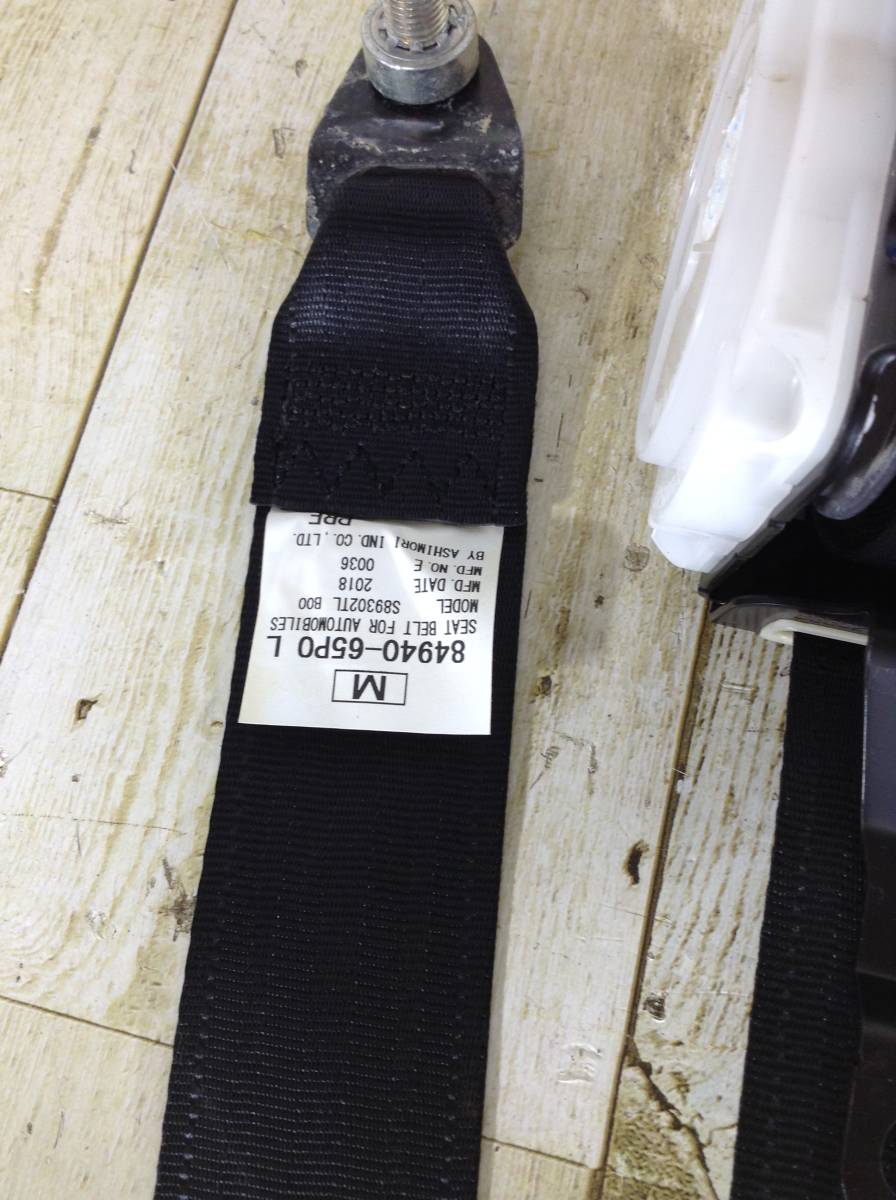 M
84940-65P0 L
SEAT BELT FOR AUTOMOBILES
MODEL S89302TL B00
MFD. DATE 2018
MFD. NO. E 0036
BY ASHIMORI IND. CO., LTD.